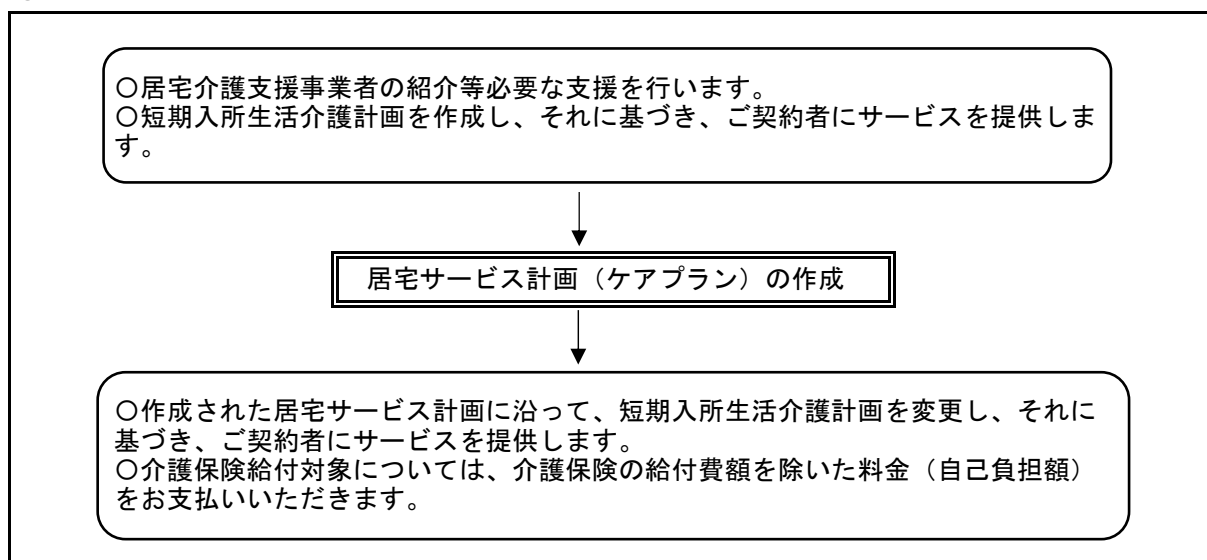 〇居宅介護支援事業者の紹介等必要な支援を行います。
〇短期入所生活介護計画を作成し、それに基づき、ご契約者にサービスを提供しま
す。
居宅サービス計画（ケアプラン）の作成
〇作成された居宅サービス計画に沿って、短期入所生活介護計画を変更し、それに
基づき、ご契約者にサービスを提供します。
〇介護保険給付対象については、介護保険の給付費額を除いた料金（自己負担額）
をお支払いいただきます。